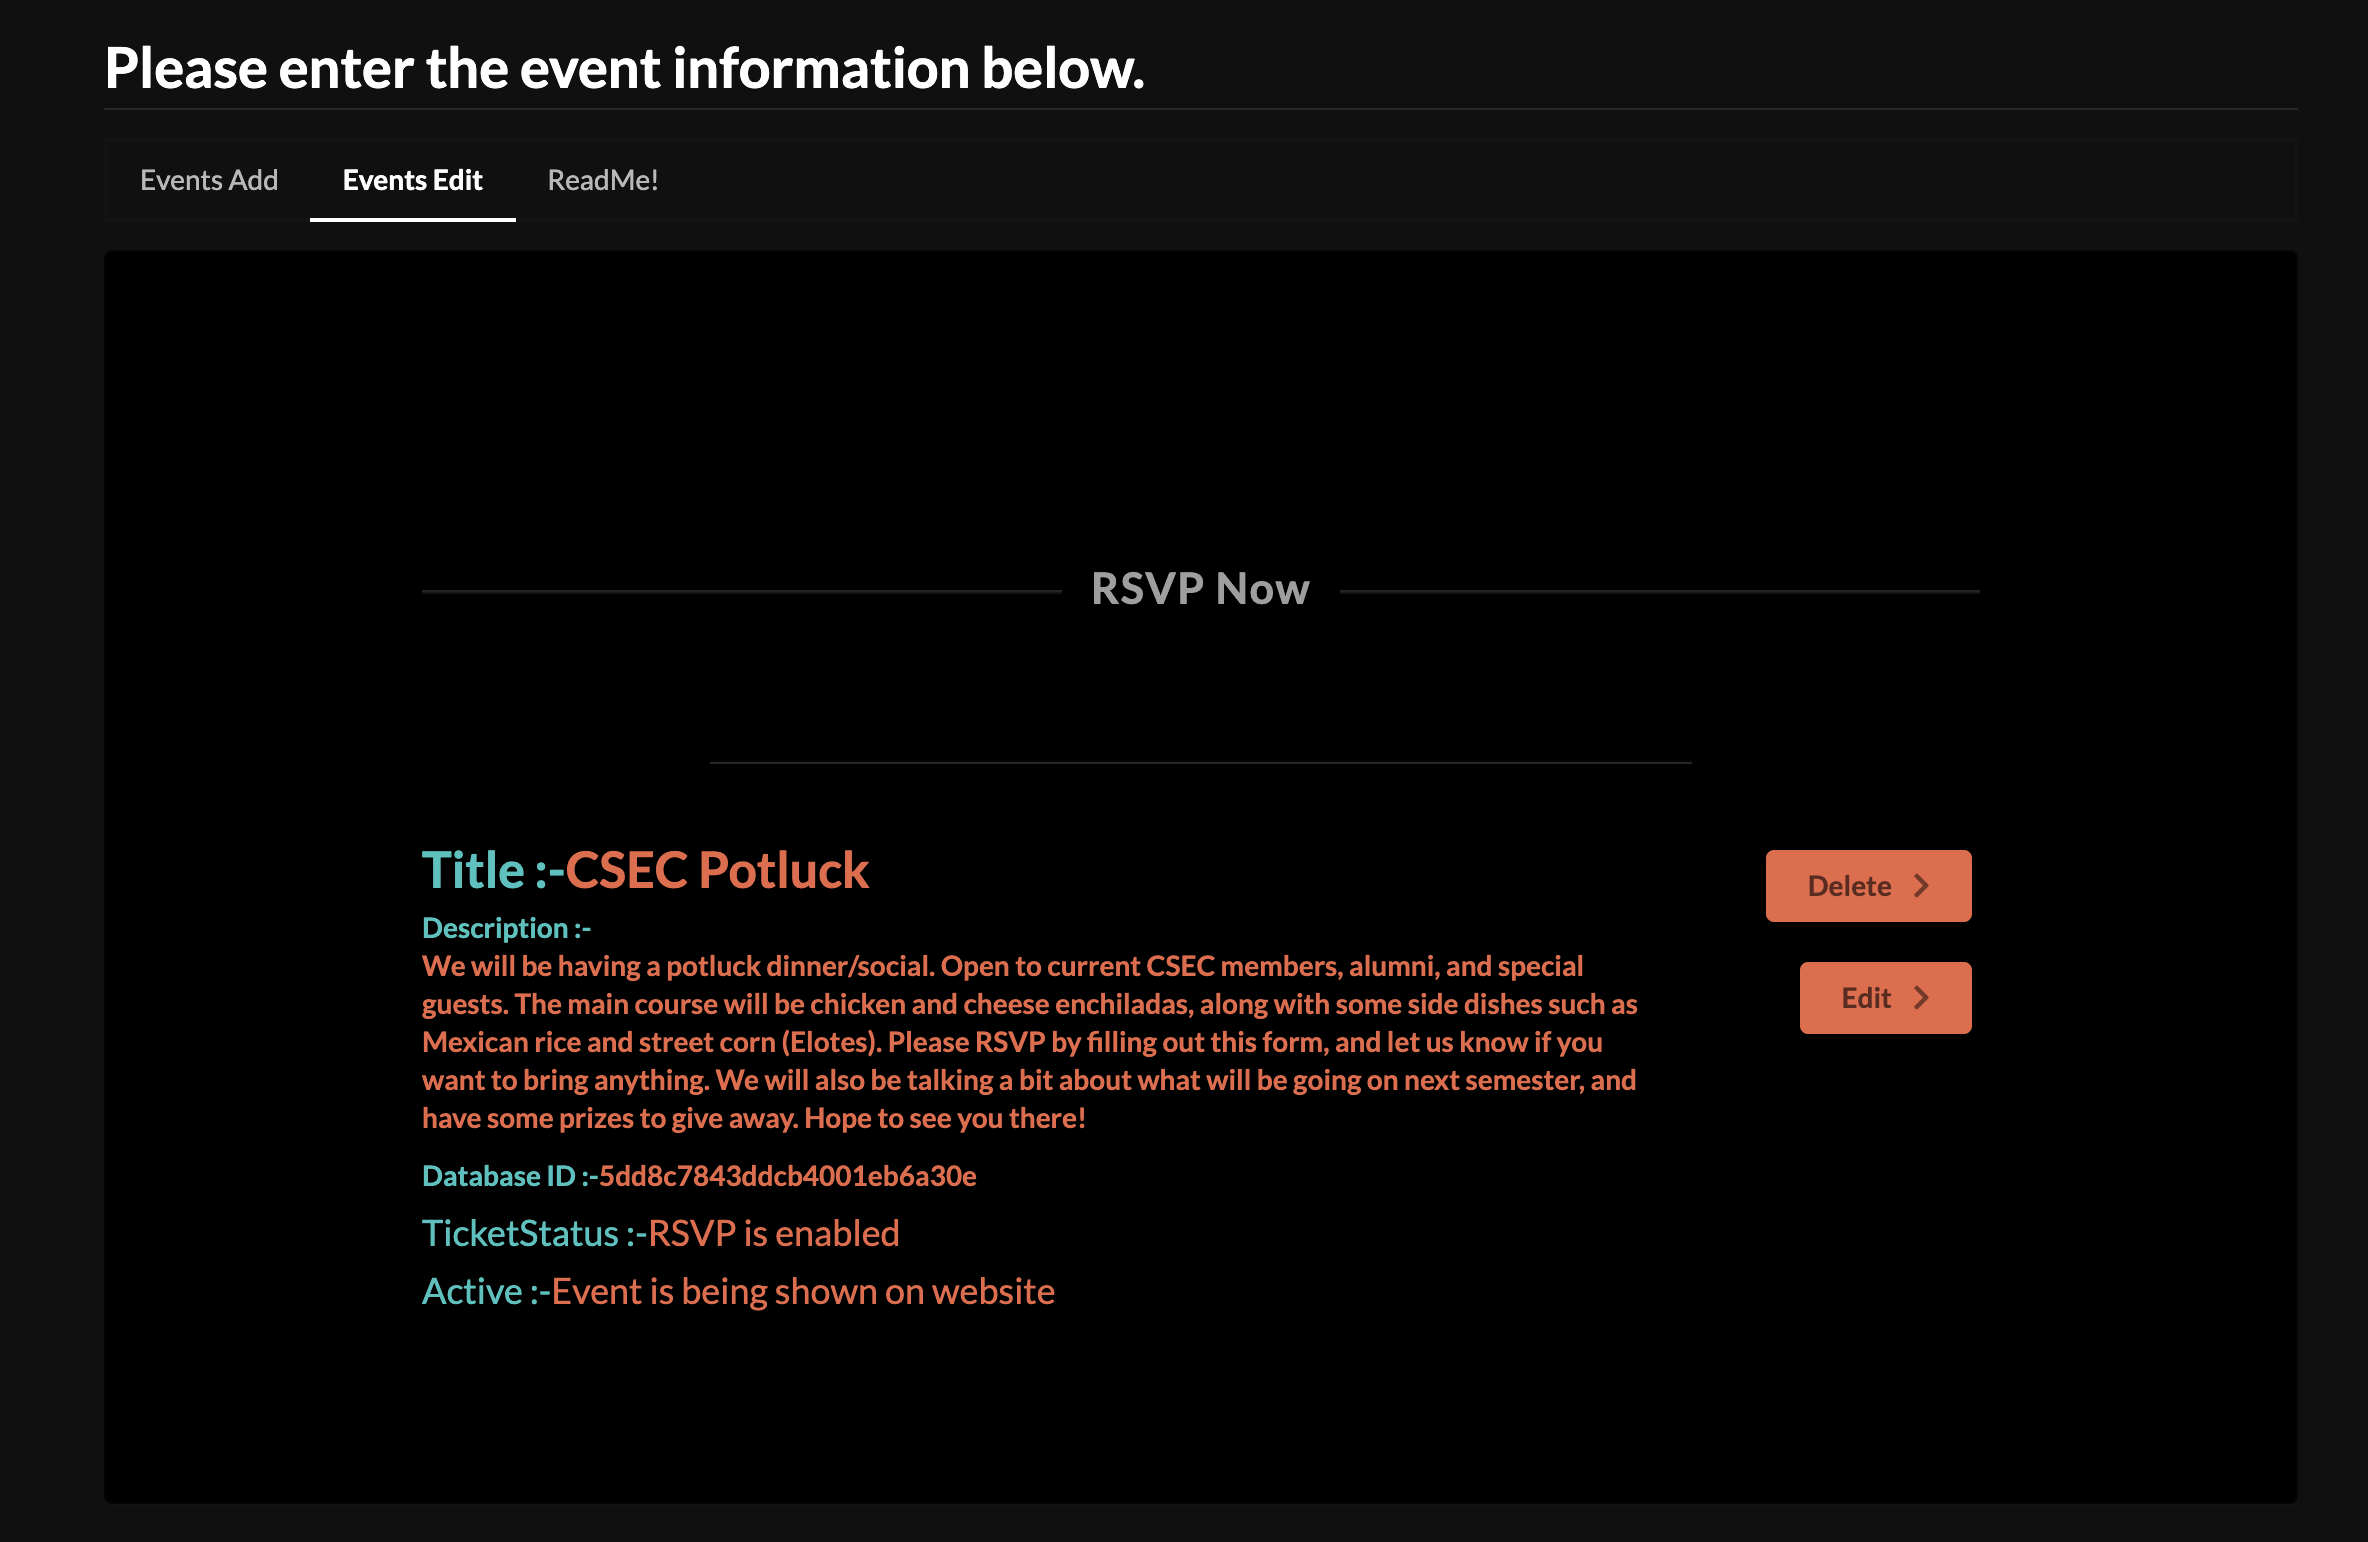 Please enter the event information below.
Events Add
Events Edit
ReadMe!
RSVP Now
Title :-CSEC Potluck
Description :-
We will be having a potluck dinner/social. Open to current CSEC members, alumni, and special
guests. The main course will be chicken and cheese enchiladas, along with some side dishes such as
Mexican rice and street corn (Elotes). Please RSVP by filling out this form, and let us know if you
want to bring anything. We will also be talking a bit about what will be going on next semester, and
have some prizes to give away. Hope to see you there!
Database ID :-5dd8c7843ddcb4001eb6a30e
TicketStatus :-RSVP is enabled
Active :-Event is being shown on website
Delete
Edit